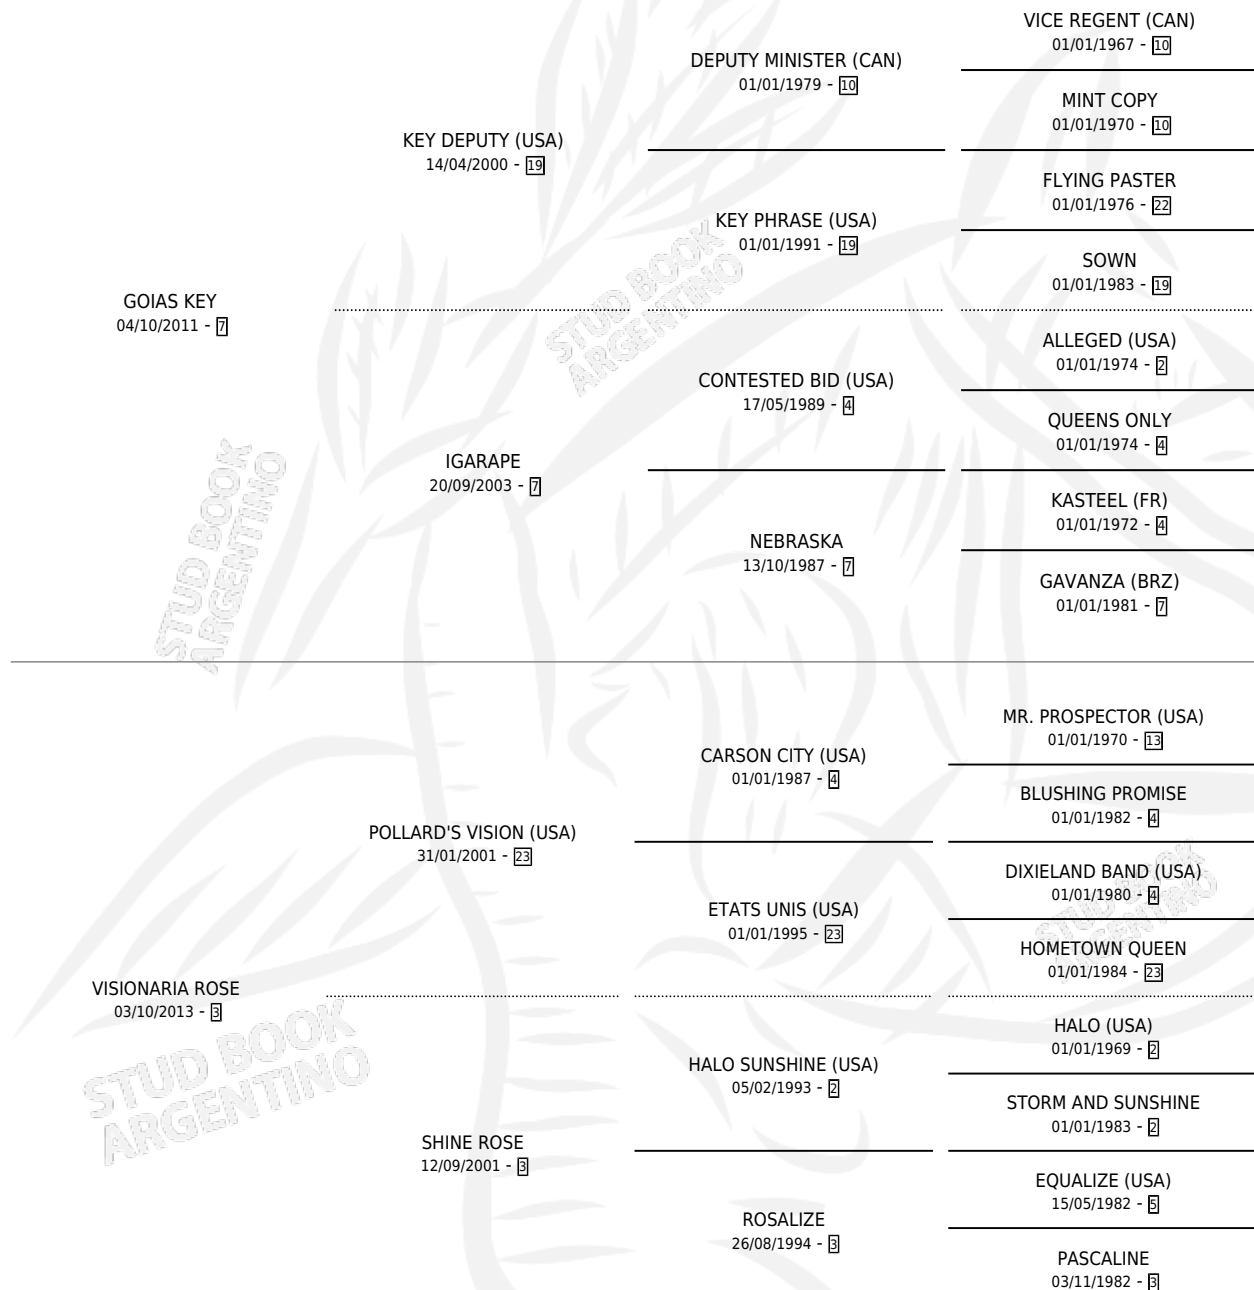 VICE REGENT (CAN)
01/01/1967 - 10
DEPUTY MINISTER (CAN)
01/01/1979 - 10
MINT COPY
01/01/1970 - 10
KEY DEPUTY (USA)
14/04/2000 - 19
FLYING PASTER
01/01/1976 - 22
KEY PHRASE (USA)
01/01/1991 - 19
SOWN
01/01/1983 - 19
GOIAS KEY
04/10/2011 - 7
ALLEGED (USA)
01/01/1974 - 2
CONTESTED BID (USA)
17/05/1989 - 4
QUEENS ONLY
01/01/1974 - 4
IGARAPE
20/09/2003 - 7
KASTEEL (FR)
01/01/1972 - 4
NEBRASKA
13/10/1987 - 7
GAVANZA (BRZ)
01/01/1981 - 7
MR. PROSPECTOR (USA)
01/01/1970 - 13
CARSON CITY (USA)
01/01/1987 - 4
BLUSHING PROMISE
01/01/1982 - 4
POLLARD'S VISION (USA)
31/01/2001 - 23
DIXIELAND BAND (USA)
01/01/1980 - 4
ETATS UNIS (USA)
01/01/1995 - 23
HOMETOWN QUEEN
01/01/1984 - 23
VISIONARIA ROSE
03/10/2013 - 3
HALO (USA)
01/01/1969 - 2
HALO SUNSHINE (USA)
05/02/1993 - 2
STORM AND SUNSHINE
01/01/1983 - 2
SHINE ROSE
12/09/2001 - 3
EQUALIZE (USA)
15/05/1982 - 5
ROSALIZE
26/08/1994 - 3
PASCALINE
03/11/1982 - 3
STUD BOOK
ARGENTINO
STUD BOOK
ARGENTINO
STUD BOOK
ARGENTINO
STUD BOOK
ARGENTINO